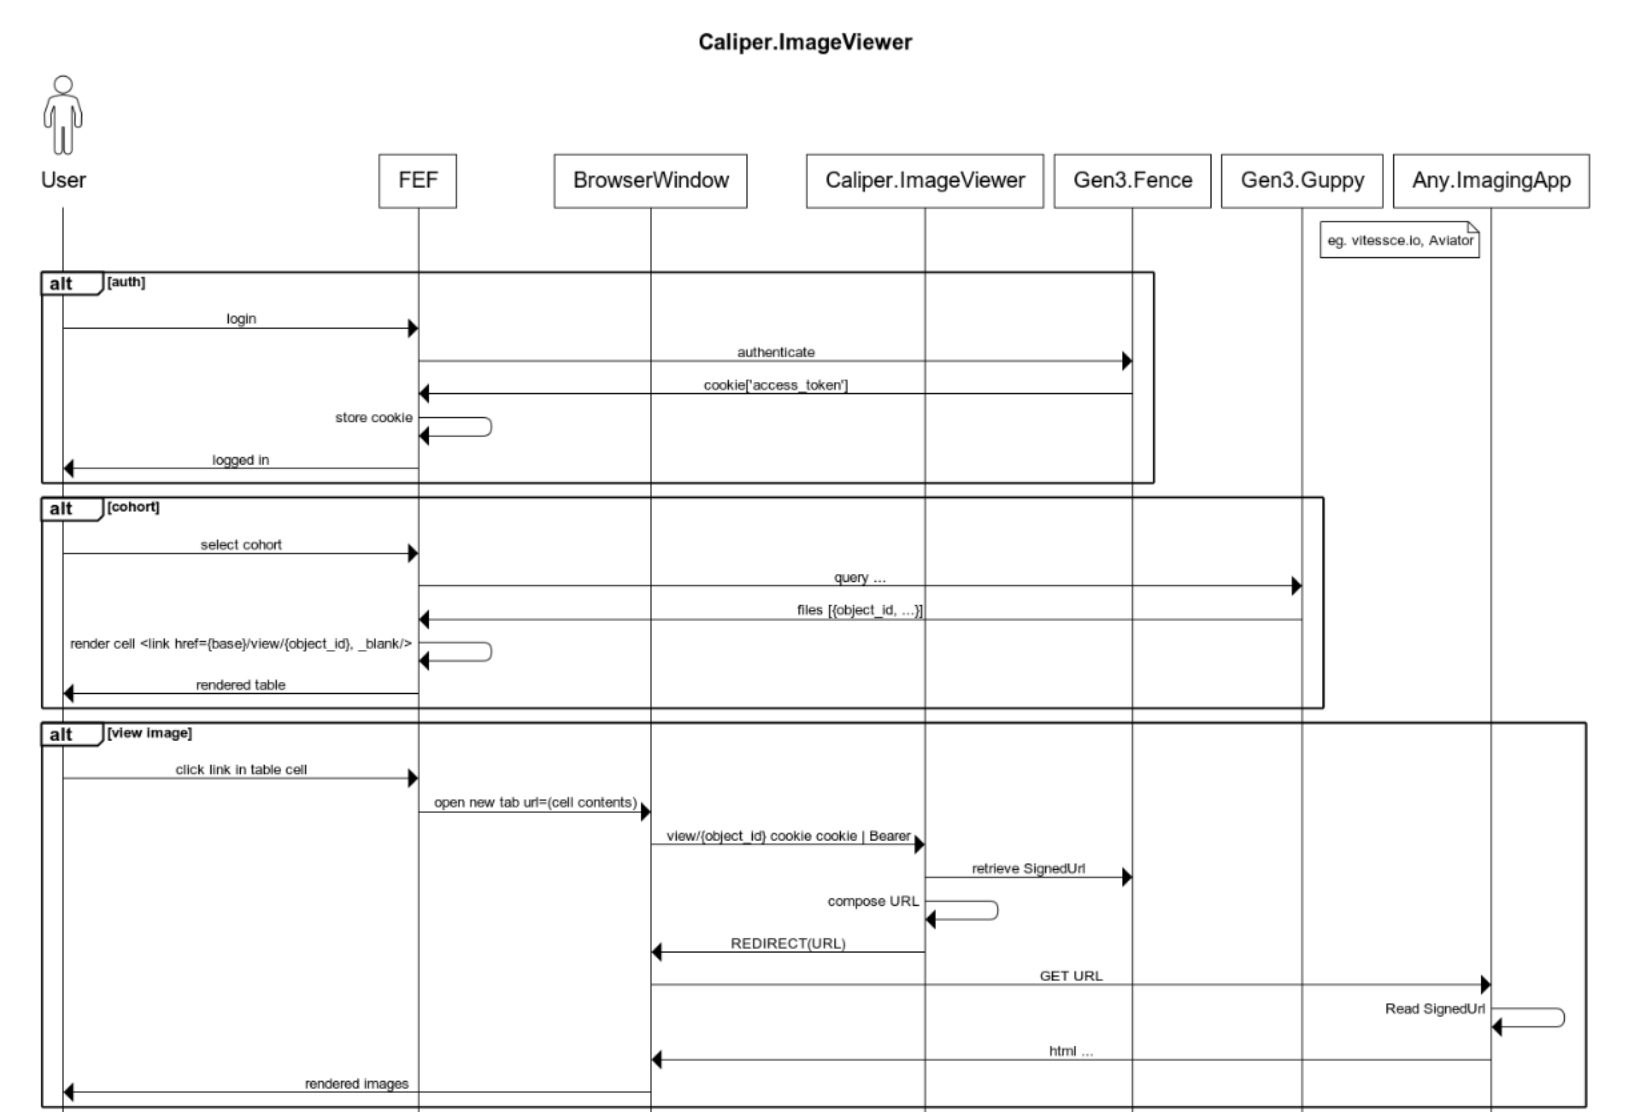 Caliper.ImageViewer
User
FEF
BrowserWindow
Caliper.ImageViewer
Gen3.Fence
Gen3.Guppy
Any.ImagingApp
eg. vitessce.io, Aviator
alt [auth]
login
authenticate
cookie['access_token']
store cookie
logged in
alt [cohort]
select cohort
query ...
files [{object_id, ...}]
render cell <link href={base}/view/{object_id}, _blank/>
rendered table
alt [view image]
click link in table cell
open new tab url=(cell contents)
view/{object_id} cookie cookie | Bearer
retrieve SignedUrl
compose URL
REDIRECT(URL)
GET URL
Read SignedUrl
html ...
rendered images